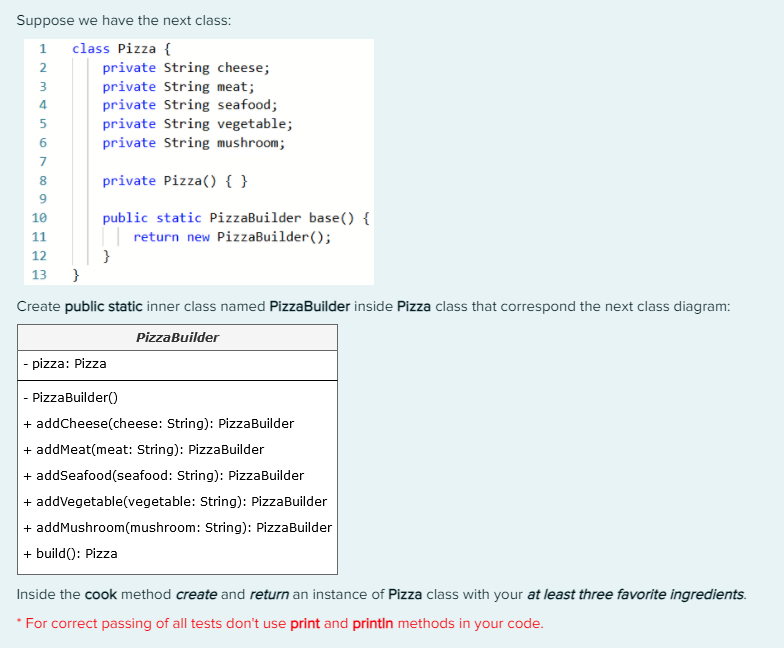 Suppose we have the next class:
1 class Pizza {
2 private String cheese;
3 private String meat;
4 private String seafood;
5 private String vegetable;
6 private String mushroom;
7
8 private Pizza() { }
9
10 public static PizzaBuilder base() {
11 return new PizzaBuilder();
12 }
13 }
Create public static inner class named PizzaBuilder inside Pizza class that correspond the next class diagram:
PizzaBuilder
- pizza: Pizza
- PizzaBuilder()
+ addCheese(cheese: String): PizzaBuilder
+ addMeat(meat: String): PizzaBuilder
+ addSeafood(seafood: String): PizzaBuilder
+ addVegetable(vegetable: String): PizzaBuilder
+ addMushroom(mushroom: String): PizzaBuilder
+ build(): Pizza
Inside the cook method create and return an instance of Pizza class with your at least three favorite ingredients.
* For correct passing of all tests don't use print and println methods in your code.